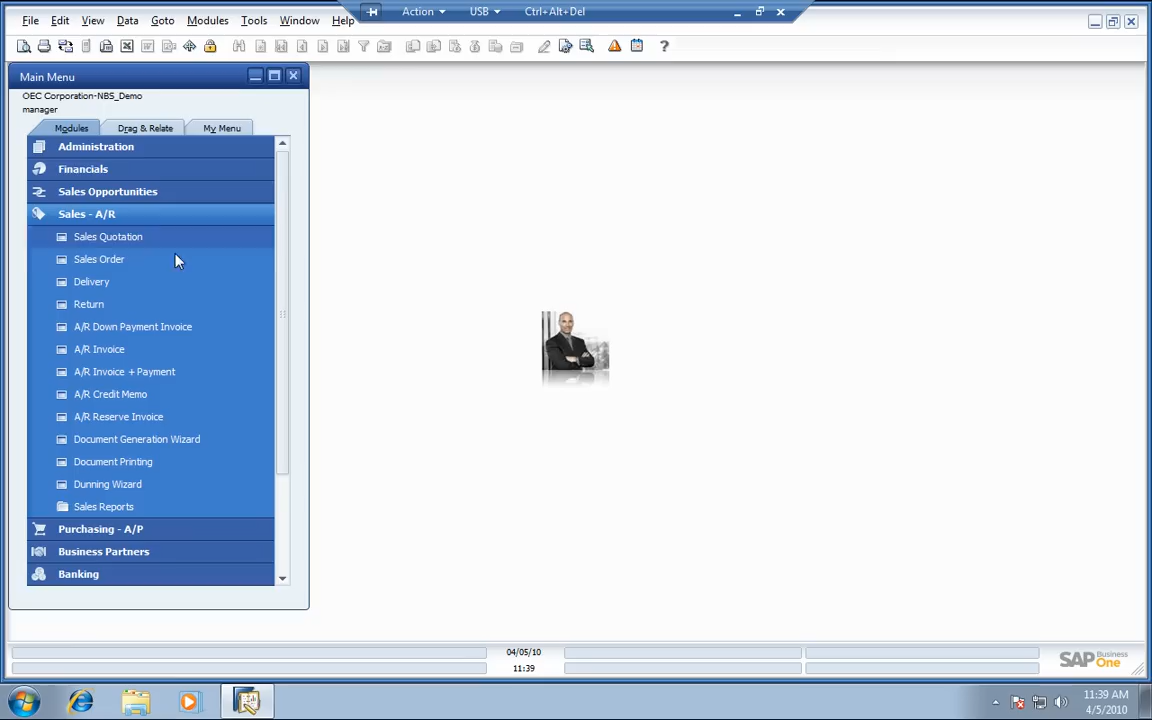 Action USB Ctrl+Alt+Del
File Edit View Data Goto Modules Tools Window Help
Main Menu
OEC Corporation-NBS_Demo
manager
Modules Drag & Relate My Menu
Administration
Financials
Sales Opportunities
Sales - A/R
Sales Quotation
Sales Order
Delivery
Return
A/R Down Payment Invoice
A/R Invoice
A/R Invoice + Payment
A/R Credit Memo
A/R Reserve Invoice
Document Generation Wizard
Document Printing
Dunning Wizard
Sales Reports
Purchasing - A/P
Business Partners
Banking
04/05/10
11:39
SAP Business One
11:39 AM
4/5/2010